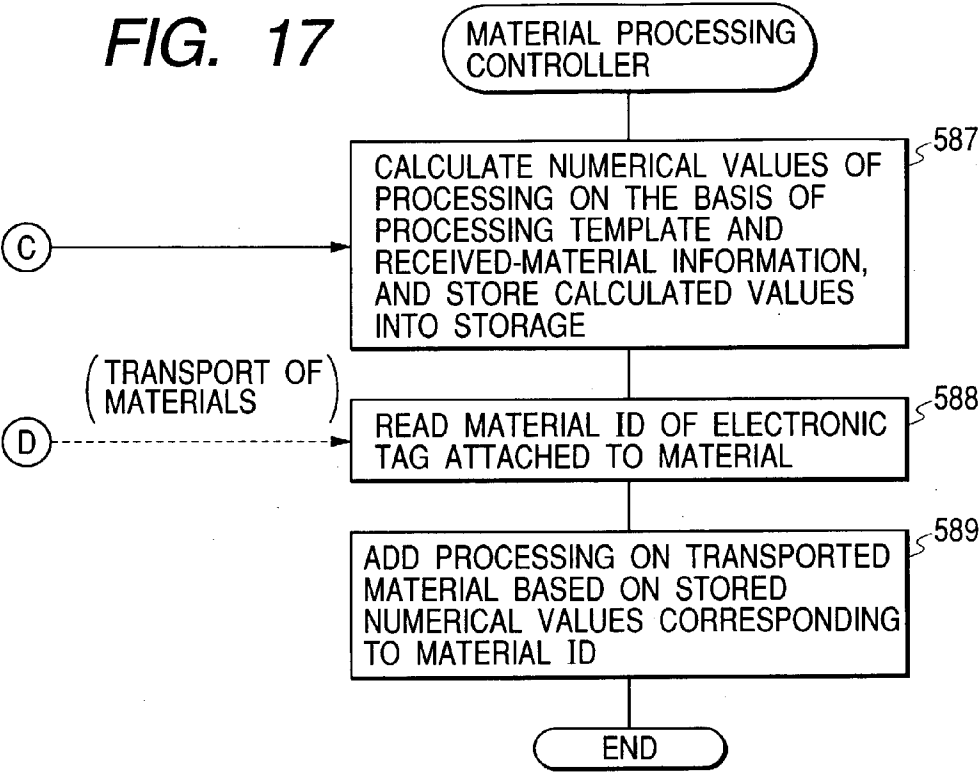 FIG. 17
MATERIAL PROCESSING
CONTROLLER
587
CALCULATE NUMERICAL VALUES OF
PROCESSING ON THE BASIS OF
PROCESSING TEMPLATE AND
RECEIVED-MATERIAL INFORMATION,
AND STORE CALCULATED VALUES
INTO STORAGE
C
(TRANSPORT OF
MATERIALS)
D
588
READ MATERIAL ID OF ELECTRONIC
TAG ATTACHED TO MATERIAL
589
ADD PROCESSING ON TRANSPORTED
MATERIAL BASED ON STORED
NUMERICAL VALUES CORRESPONDING
TO MATERIAL ID
END